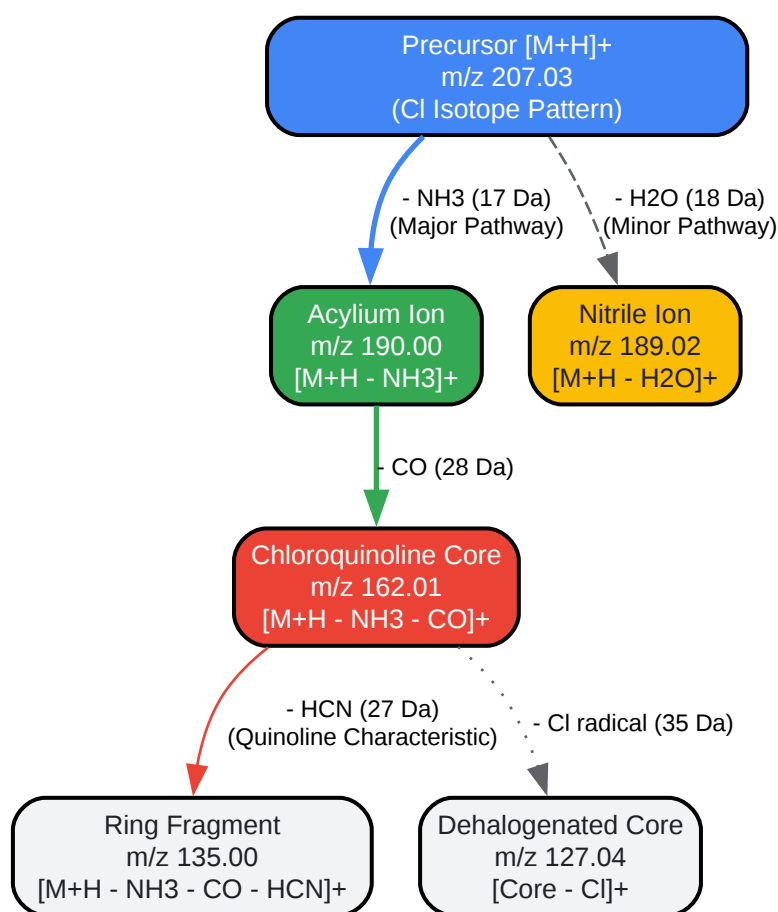 Precursor [M+H]+
m/z 207.03
(Cl Isotope Pattern)
- NH3 (17 Da)
(Major Pathway)
- H2O (18 Da)
(Minor Pathway)
Acylium Ion
m/z 190.00
[M+H - NH3]+
Nitrile Ion
m/z 189.02
[M+H - H2O]+
- CO (28 Da)
Chloroquinoline Core
m/z 162.01
[M+H - NH3 - CO]+
- HCN (27 Da)
(Quinoline Characteristic)
- Cl radical (35 Da)
Ring Fragment
m/z 135.00
[M+H - NH3 - CO - HCN]+
Dehalogenated Core
m/z 127.04
[Core - Cl]+